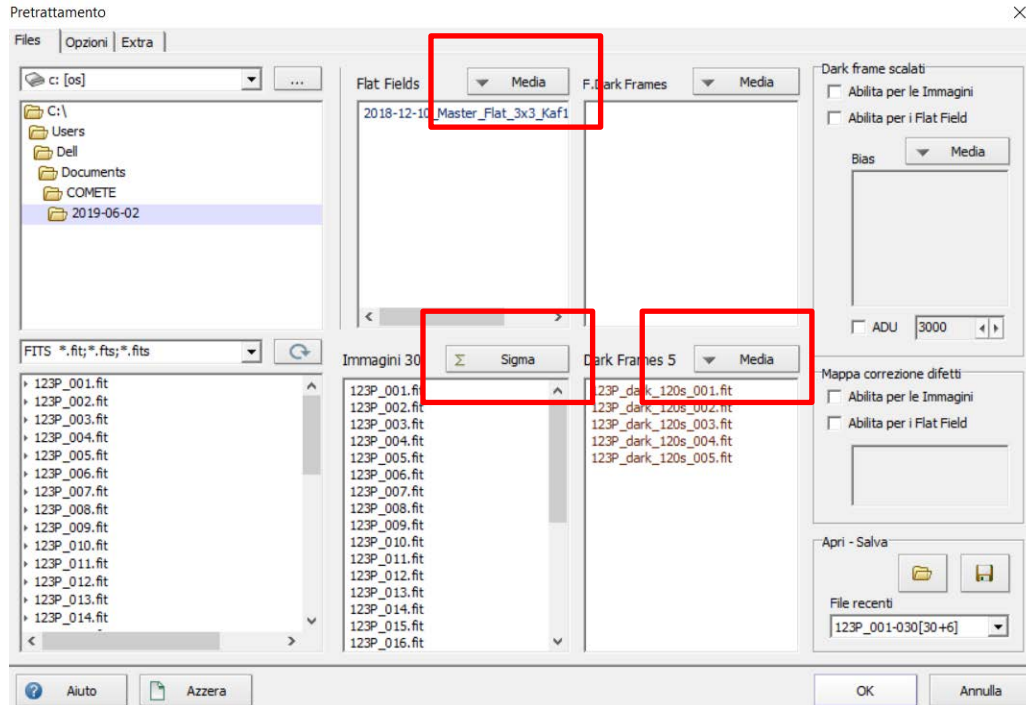 Pretrattamento
Files Opzioni Extra
c: [os] ...
C:\
Users
Dell
Documents
COMETE
2019-06-02
FITS *.fit;*.fts;*.fits
123P_001.fit
123P_002.fit
123P_003.fit
123P_004.fit
123P_005.fit
123P_006.fit
123P_007.fit
123P_008.fit
123P_009.fit
123P_010.fit
123P_011.fit
123P_012.fit
123P_013.fit
123P_014.fit
Flat Fields Media
2018-12-10_Master_Flat_3x3_Kaf1
F.Dark Frames Media
Immagini 30 Σ Sigma
123P_001.fit
123P_002.fit
123P_003.fit
123P_004.fit
123P_005.fit
123P_006.fit
123P_007.fit
123P_008.fit
123P_009.fit
123P_010.fit
123P_011.fit
123P_012.fit
123P_013.fit
123P_014.fit
123P_015.fit
123P_016.fit
Dark Frames 5 Media
123P_dark_120s_001.fit
123P_dark_120s_002.fit
123P_dark_120s_003.fit
123P_dark_120s_004.fit
123P_dark_120s_005.fit
Dark frame scalati
Abilita per le Immagini
Abilita per i Flat Field
Bias Media
ADU 3000
Mappa correzione difetti
Abilita per le Immagini
Abilita per i Flat Field
Apri - Salva
File recenti
123P_001-030[30+6]
? Aiuto Azzera OK Annulla